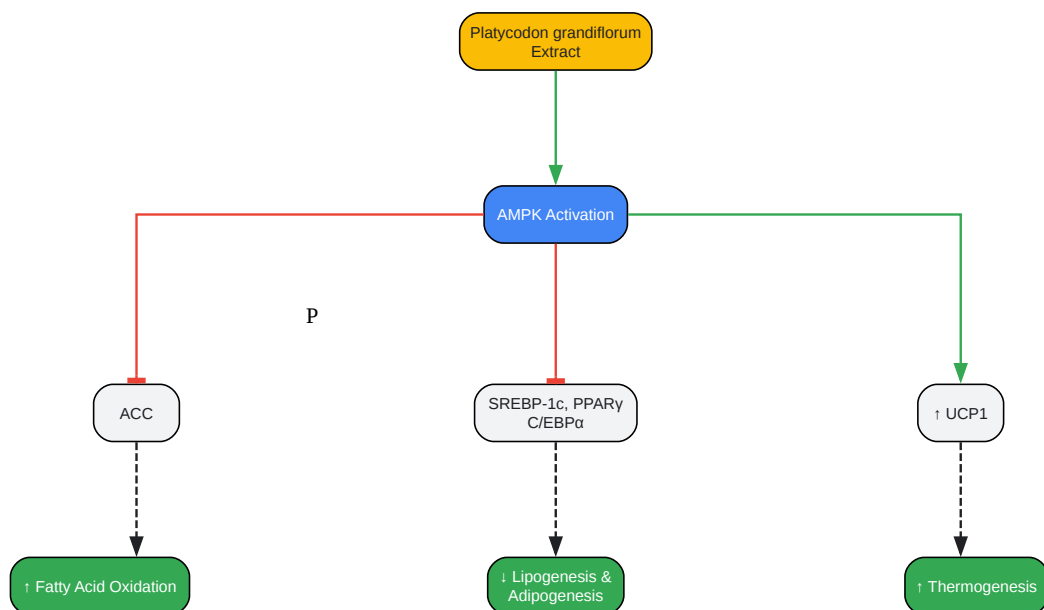 Platycodon grandiflorum
Extract
AMPK Activation
P
ACC
SREBP-1c, PPARγ
C/EBPα
↑ UCP1
↑ Fatty Acid Oxidation
↓ Lipogenesis &
Adipogenesis
↑ Thermogenesis